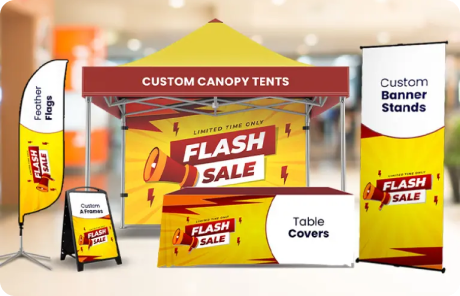 CUSTOM CANOPY TENTS
Feather
Flags
FLASH
SALE
Custom
A Frames
FLASH
SALE
LIMITED TIME ONLY
FLASH
SALE
LIMITED TIME ONLY
FLASH
SALE
Table
Covers
Custom
Banner
Stands
FLASH
SALE